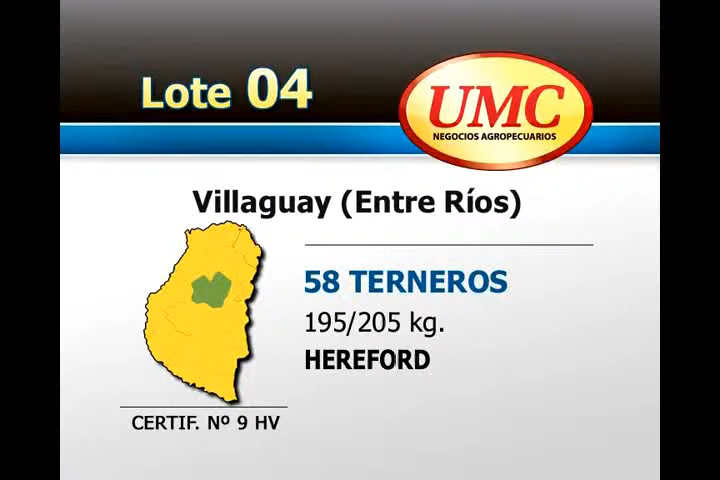 Lote 04
UMC
NEGOCIOS AGROPECUARIOS
Villaguay (Entre Ríos)
58 TERNEROS
195/205 kg.
HEREFORD
CERTIF. Nº 9 HV